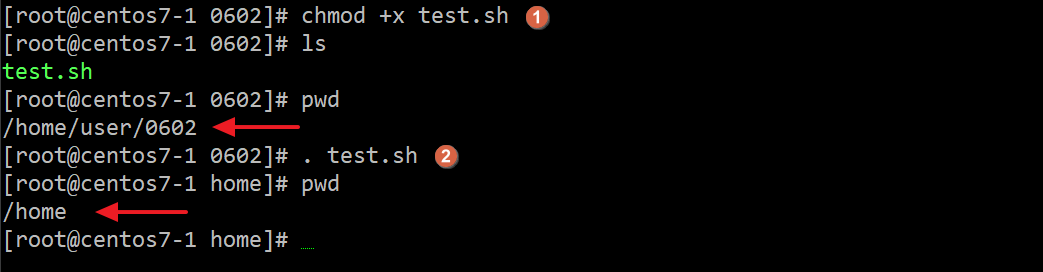 [root@centos7-1 0602]# chmod +x test.sh 1
[root@centos7-1 0602]# ls
test.sh
[root@centos7-1 0602]# pwd
/home/user/0602
[root@centos7-1 0602]# . test.sh 2
[root@centos7-1 home]# pwd
/home
[root@centos7-1 home]#